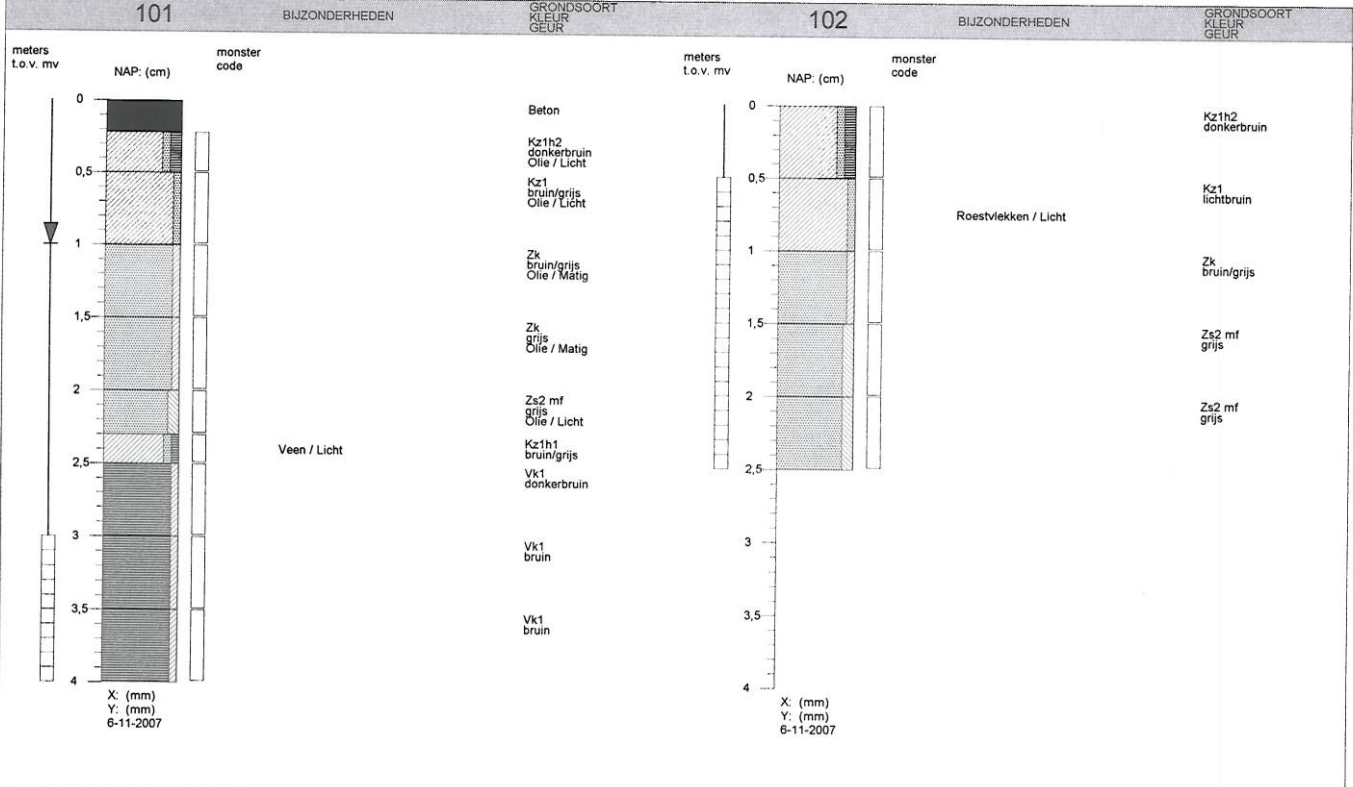 101
BIJZONDERHEDEN
GRONDSOORT
KLEUR
GEUR
meters
t.o.v. mv
NAP: (cm)
monster
code
0
Beton
Kz1h2
donkerbruin
Olie / Licht
0,5
Kz1
bruin/grijs
Olie / Licht
1
Zk
bruin/grijs
Olie / Matig
1,5
Zk
grijs
Olie / Matig
2
Zs2 mf
grijs
Olie / Licht
Veen / Licht
Kz1h1
bruin/grijs
2,5
Vk1
donkerbruin
3
Vk1
bruin
3,5
Vk1
bruin
4
X: (mm)
Y: (mm)
6-11-2007
102
BIJZONDERHEDEN
GRONDSOORT
KLEUR
GEUR
meters
t.o.v. mv
NAP: (cm)
monster
code
0
Kz1h2
donkerbruin
0,5
Kz1
lichtbruin
Roestvlekken / Licht
1
Zk
bruin/grijs
1,5
Zs2 mf
grijs
2
Zs2 mf
grijs
2,5
3
3,5
4
X: (mm)
Y: (mm)
6-11-2007